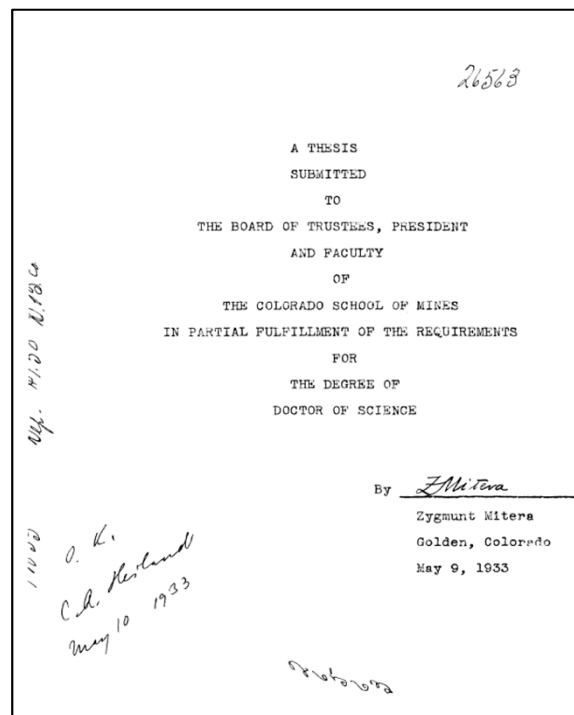 26563
A THESIS
SUBMITTED
TO
THE BOARD OF TRUSTEES, PRESIDENT
AND FACULTY
OF
THE COLORADO SCHOOL OF MINES
IN PARTIAL FULFILLMENT OF THE REQUIREMENTS
FOR
THE DEGREE OF
DOCTOR OF SCIENCE
By ZMitera
Zygmunt Mitera
Golden, Colorado
May 9, 1933
O. K.
C.A. Heiland
May 10 1933